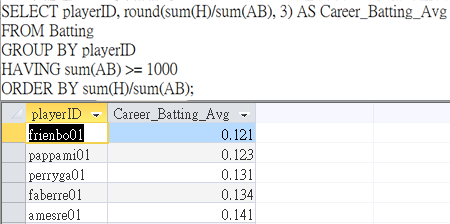 SELECT playerID, round(sum(H)/sum(AB), 3) AS Career_Batting_Avg
FROM Batting
GROUP BY playerID
HAVING sum(AB) >= 1000
ORDER BY sum(H)/sum(AB);
playerID Career_Batting_Avg
frienbo01 0.121
pappami01 0.123
perryga01 0.131
faberre01 0.134
amesre01 0.141